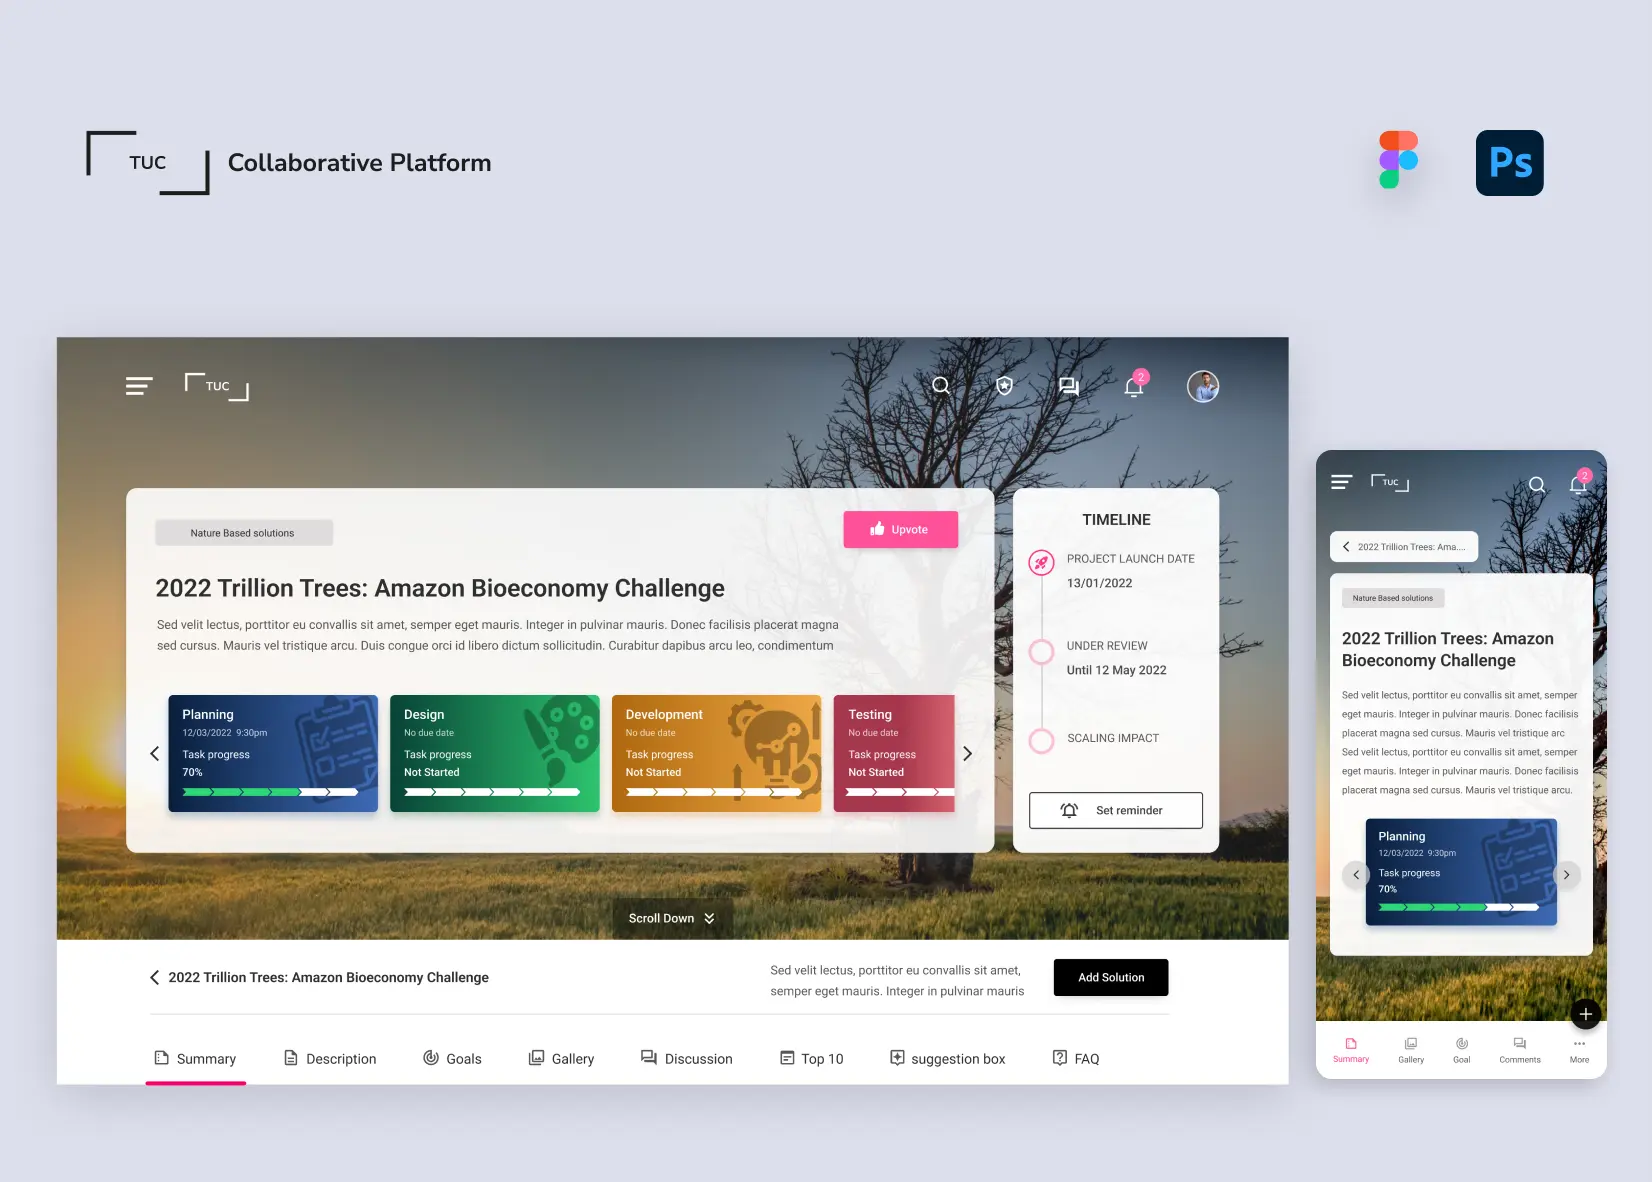 TUC
Collaborative Platform
Ps
TUC
2
Nature Based solutions
Upvote
2022 Trillion Trees: Amazon Bioeconomy Challenge
Sed velit lectus, porttitor eu convallis sit amet, semper eget mauris. Integer in pulvinar mauris. Donec facilisis placerat magna
sed cursus. Mauris vel tristique arcu. Duis congue orci id libero dictum sollicitudin. Curabitur dapibus arcu leo, condimentum
Planning
12/03/2022 9:30pm
Task progress
70%
Design
No due date
Task progress
Not Started
Development
No due date
Task progress
Not Started
Testing
No due date
Task progress
Not Started
TIMELINE
PROJECT LAUNCH DATE
13/01/2022
UNDER REVIEW
Until 12 May 2022
SCALING IMPACT
Set reminder
Scroll Down
2022 Trillion Trees: Amazon Bioeconomy Challenge
Sed velit lectus, porttitor eu convallis sit amet,
semper eget mauris. Integer in pulvinar mauris
Add Solution
Summary
Description
Goals
Gallery
Discussion
Top 10
suggestion box
FAQ
TUC
2
2022 Trillion Trees: Ama....
Nature Based solutions
2022 Trillion Trees: Amazon
Bioeconomy Challenge
Sed velit lectus, porttitor eu convallis sit amet, semper
eget mauris. Integer in pulvinar mauris. Donec facilisis
placerat magna sed cursus. Mauris vel tristique arc
Sed velit lectus, porttitor eu convallis sit amet, semper
eget mauris. Integer in pulvinar mauris. Donec facilisis
placerat magna sed cursus. Mauris vel tristique arcu.
Planning
12/03/2022 9:30pm
Task progress
70%
Summary
Gallery
Goal
Comments
More